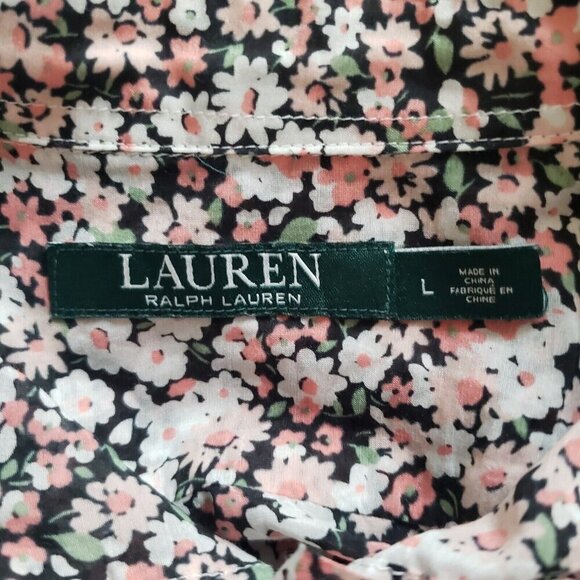 LAUREN
RALPH LAUREN
L
MADE IN
CHINA
FABRIQUÉ EN
CHINE